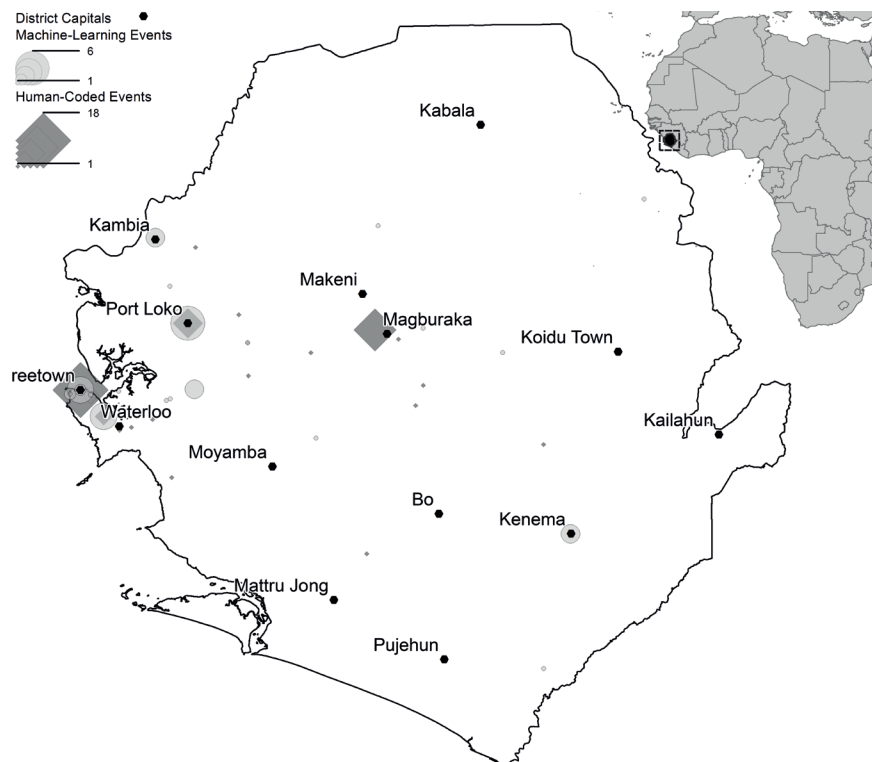 District Capitals
Machine-Learning Events
6
1
Human-Coded Events
18
1
Kabala
Kambia
Makeni
Port Loko
Magburaka
Koidu Town
reetown
Waterloo
Kailahun
Moyamba
Bo
Kenema
Mattru Jong
Pujehun